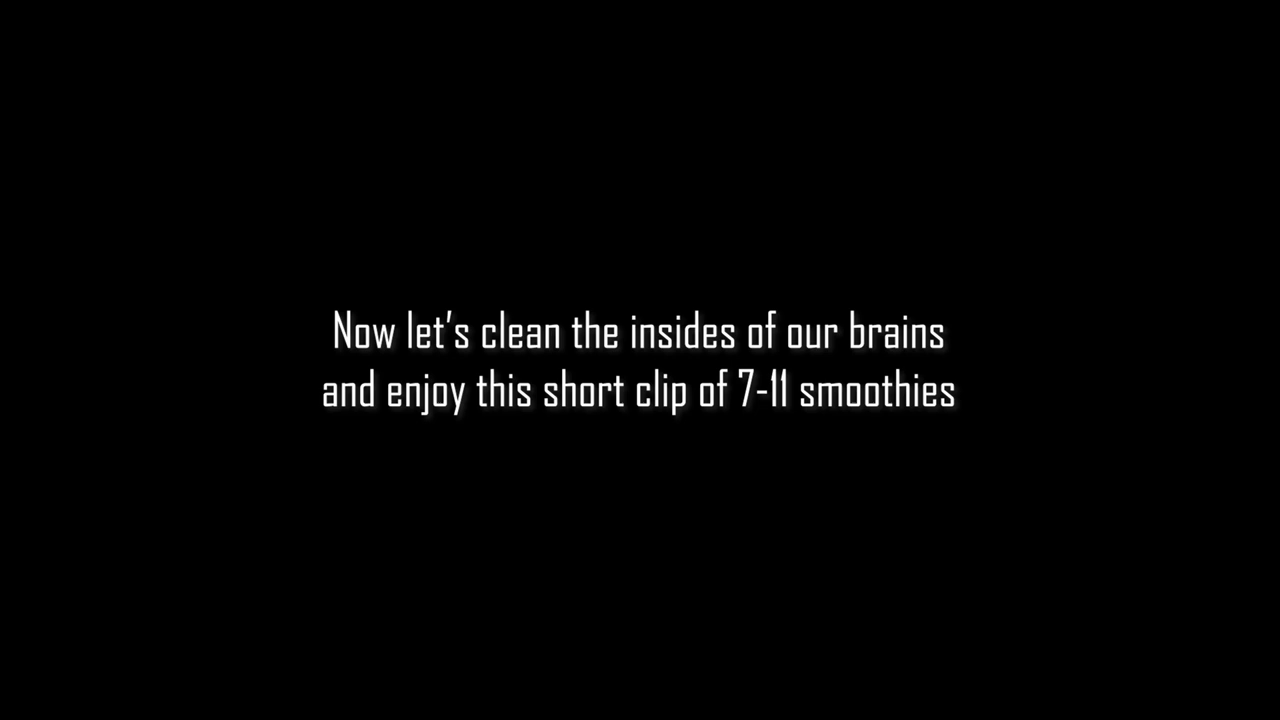 Now let's clean the insides of our brains
and enjoy this short clip of 7-11 smoothies